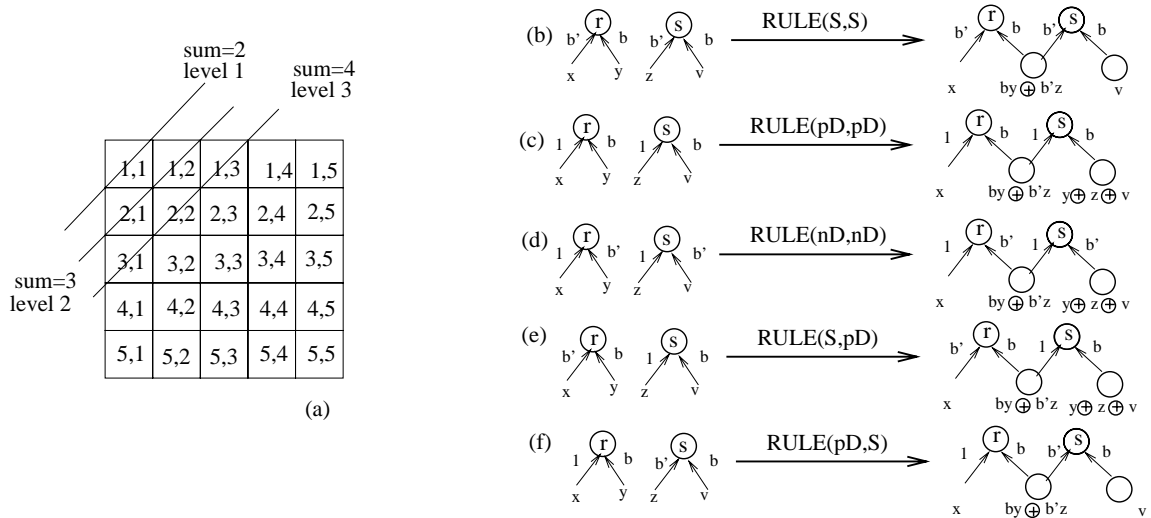 sum=2
level 1
sum=4
level 3
1,1 1,2 1,3 1,4 1,5
2,1 2,2 2,3 2,4 2,5
3,1 3,2 3,3 3,4 3,5
4,1 4,2 4,3 4,4 4,5
5,1 5,2 5,3 5,4 5,5
sum=3
level 2
(a)
(b) r s RULE(S,S) r s
b' b b' b b' b b' b
x y z v x by ⊕ b'z v
(c) r s RULE(pD,pD) r s
1 b 1 b 1 b 1 b
x y z v x by ⊕ b'z y ⊕ z ⊕ v
(d) r s RULE(nD,nD) r s
1 b' 1 b' 1 b' 1 b'
x y z v x by ⊕ b'z y ⊕ z ⊕ v
(e) r s RULE(S,pD) r s
b' b 1 b b' b 1 b
x y z v x by ⊕ b'z y ⊕ z ⊕ v
(f) r s RULE(pD,S) r s
1 b b' b 1 b b' b
x y z v x by ⊕ b'z v